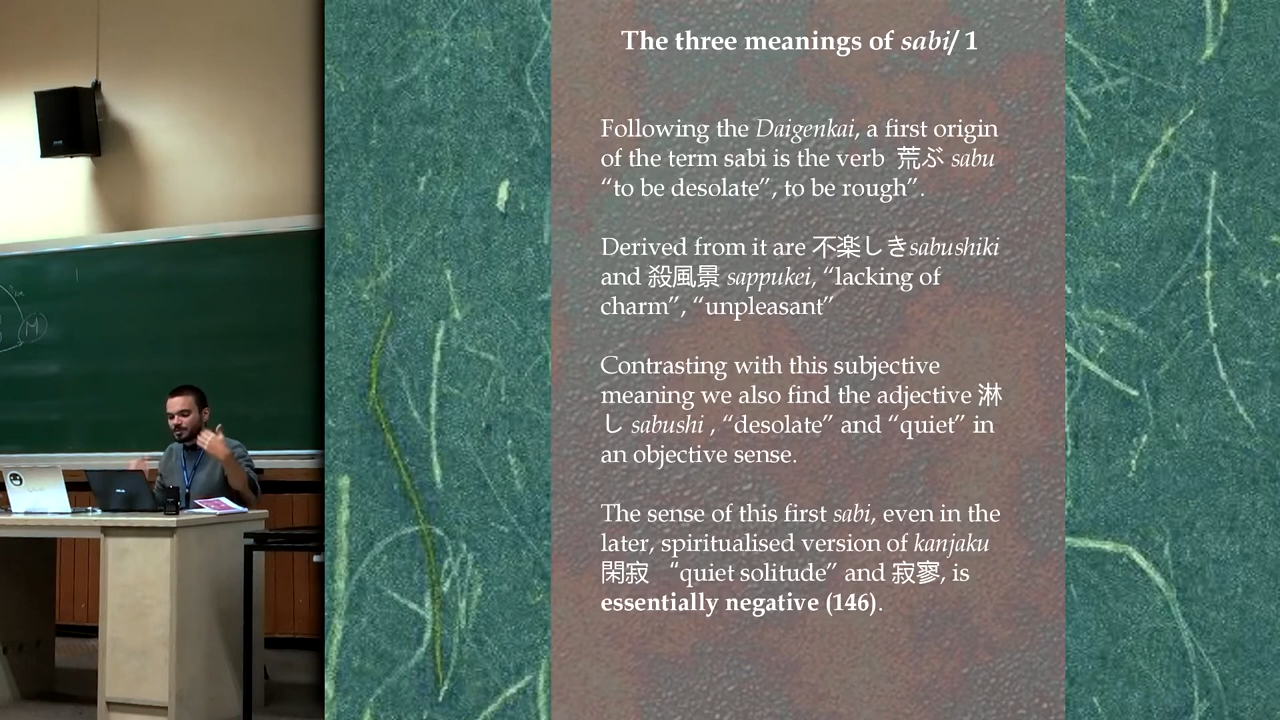 The three meanings of sabi/ 1
Following the Daigenkai, a first origin
of the term sabi is the verb 荒ぶ sabu
“to be desolate”, to be rough”.
Derived from it are 不楽しきsabushiki
and 殺風景 sappukei, “lacking of
charm”, “unpleasant”
Contrasting with this subjective
meaning we also find the adjective 淋
し sabushi , “desolate” and “quiet” in
an objective sense.
The sense of this first sabi, even in the
later, spiritualised version of kanjaku
閑寂 “quiet solitude” and 寂寥, is
essentially negative (146).
(M)
ASUS